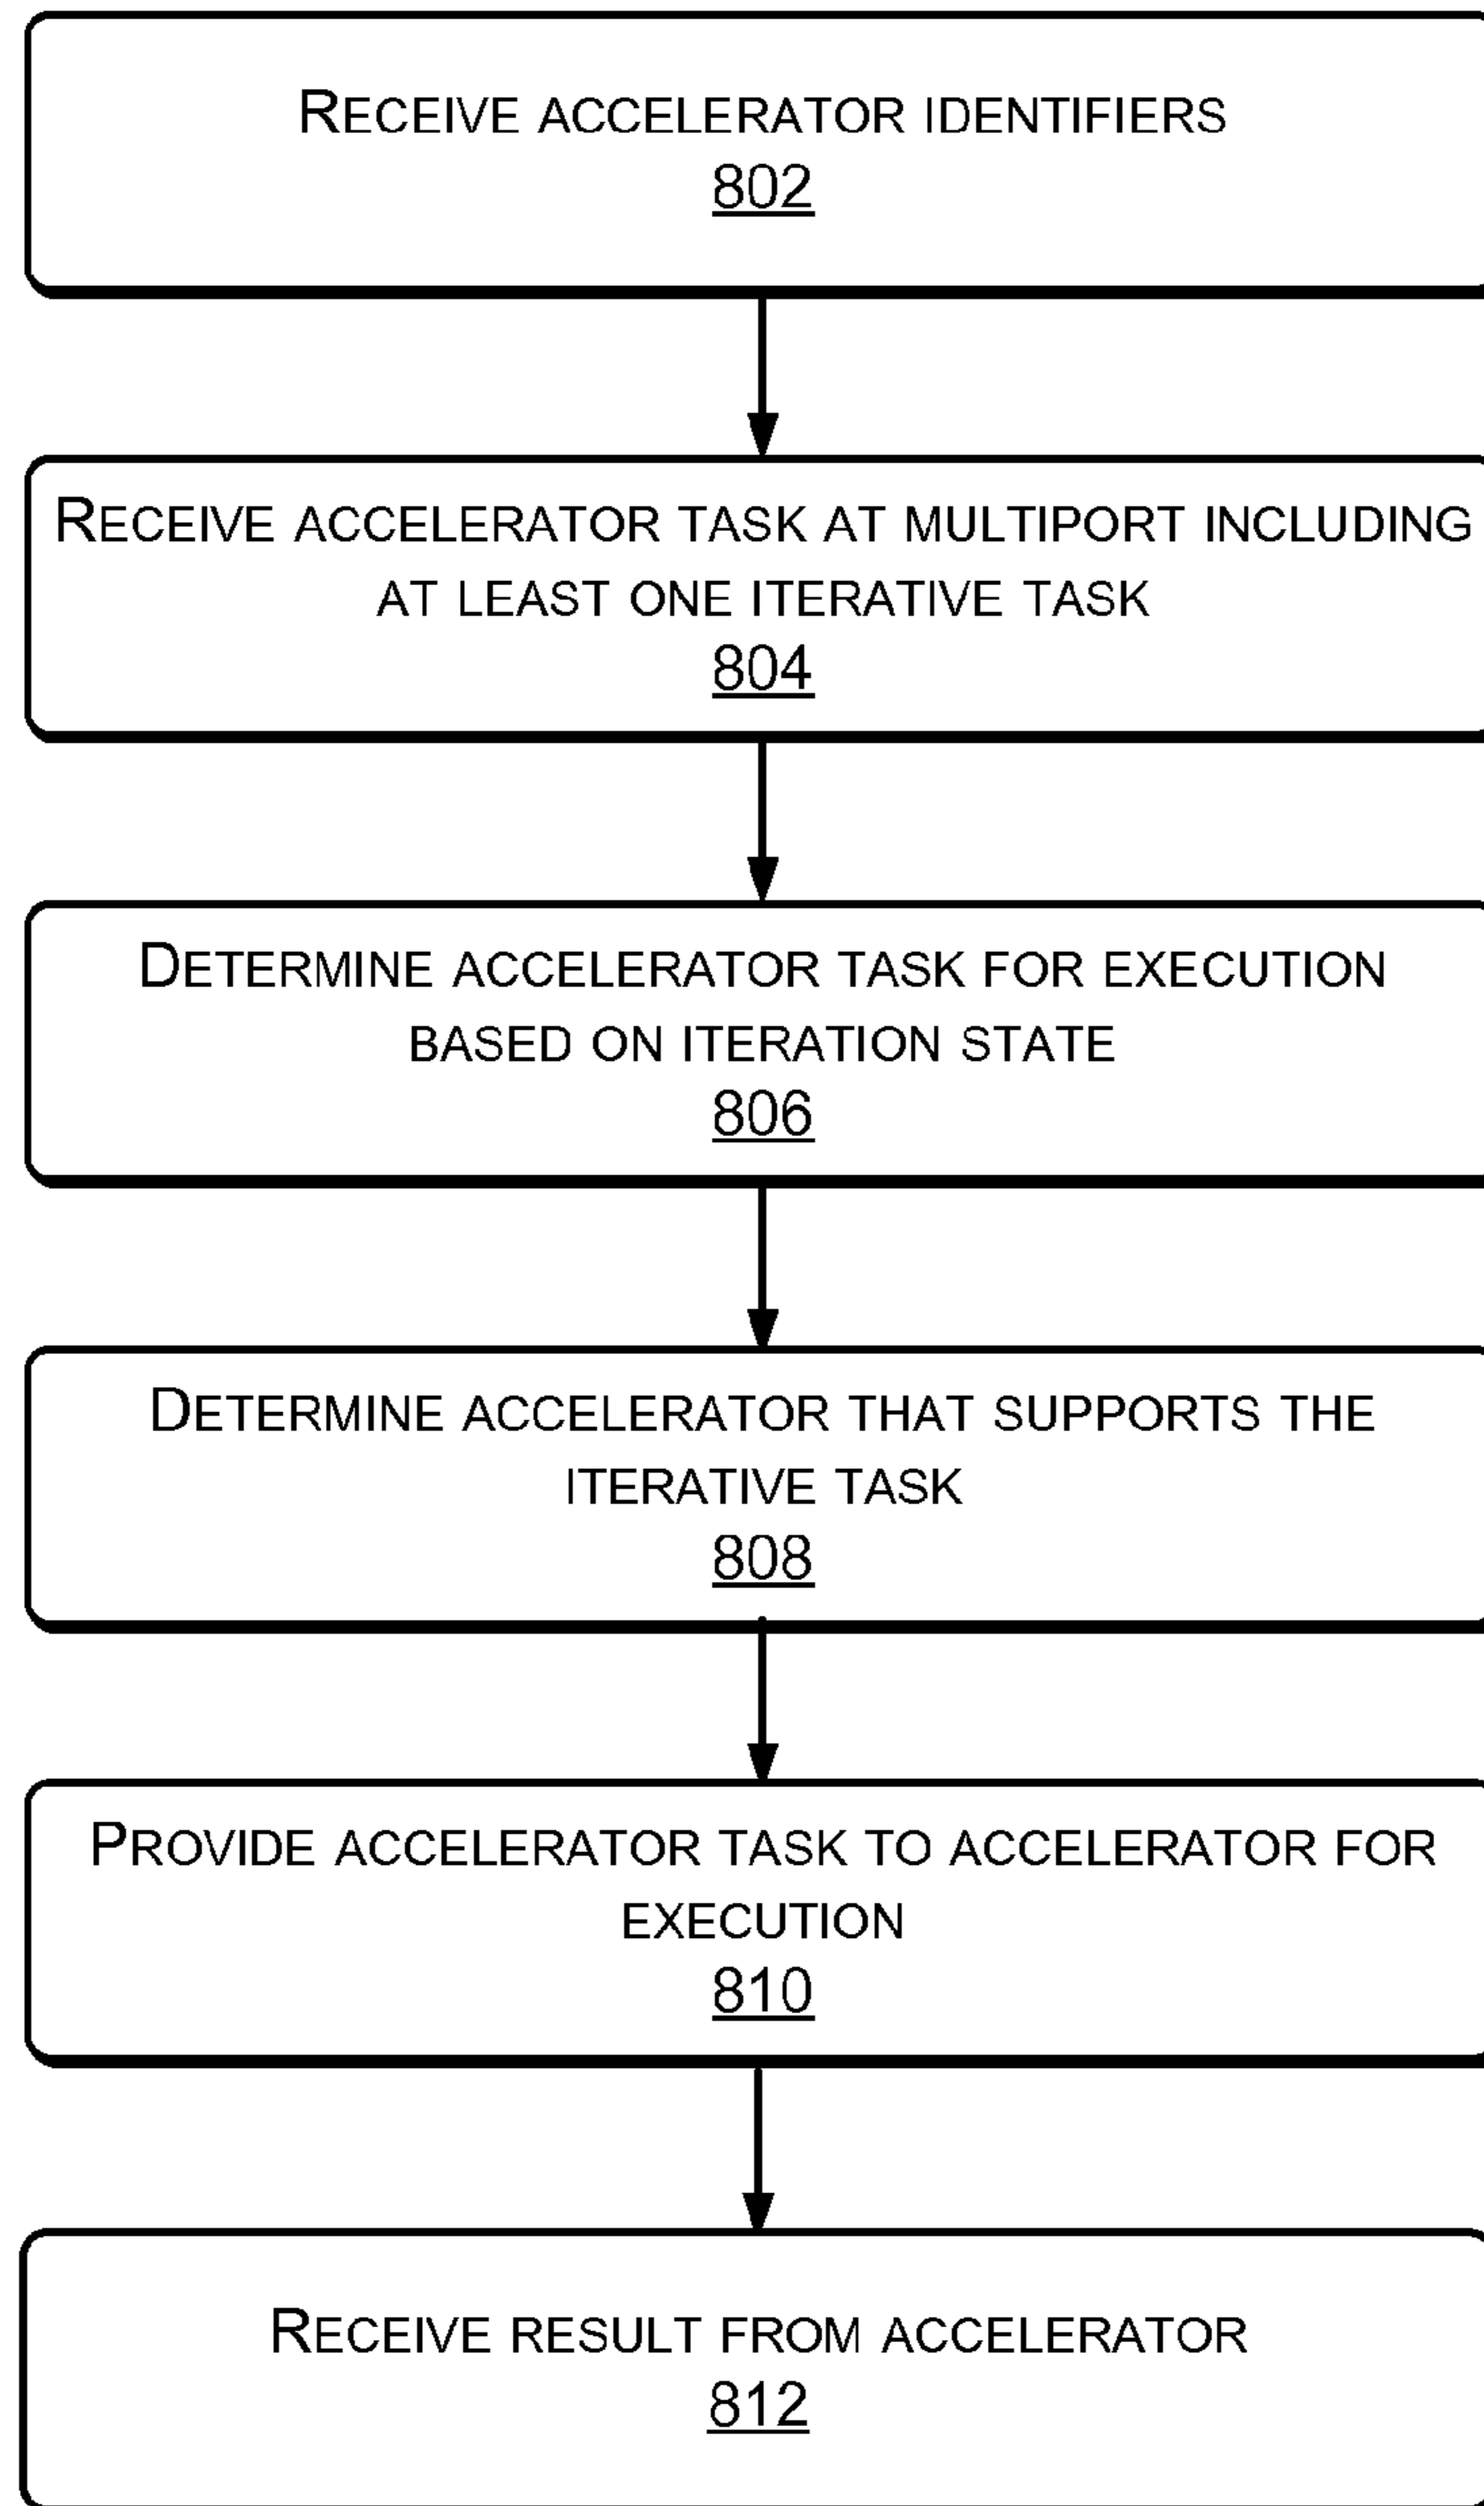 RECEIVE ACCELERATOR IDENTIFIERS
802
RECEIVE ACCELERATOR TASK AT MULTIPORT INCLUDING
AT LEAST ONE ITERATIVE TASK
804
DETERMINE ACCELERATOR TASK FOR EXECUTION
BASED ON ITERATION STATE
806
DETERMINE ACCELERATOR THAT SUPPORTS THE
ITERATIVE TASK
808
PROVIDE ACCELERATOR TASK TO ACCELERATOR FOR
EXECUTION
810
RECEIVE RESULT FROM ACCELERATOR
812